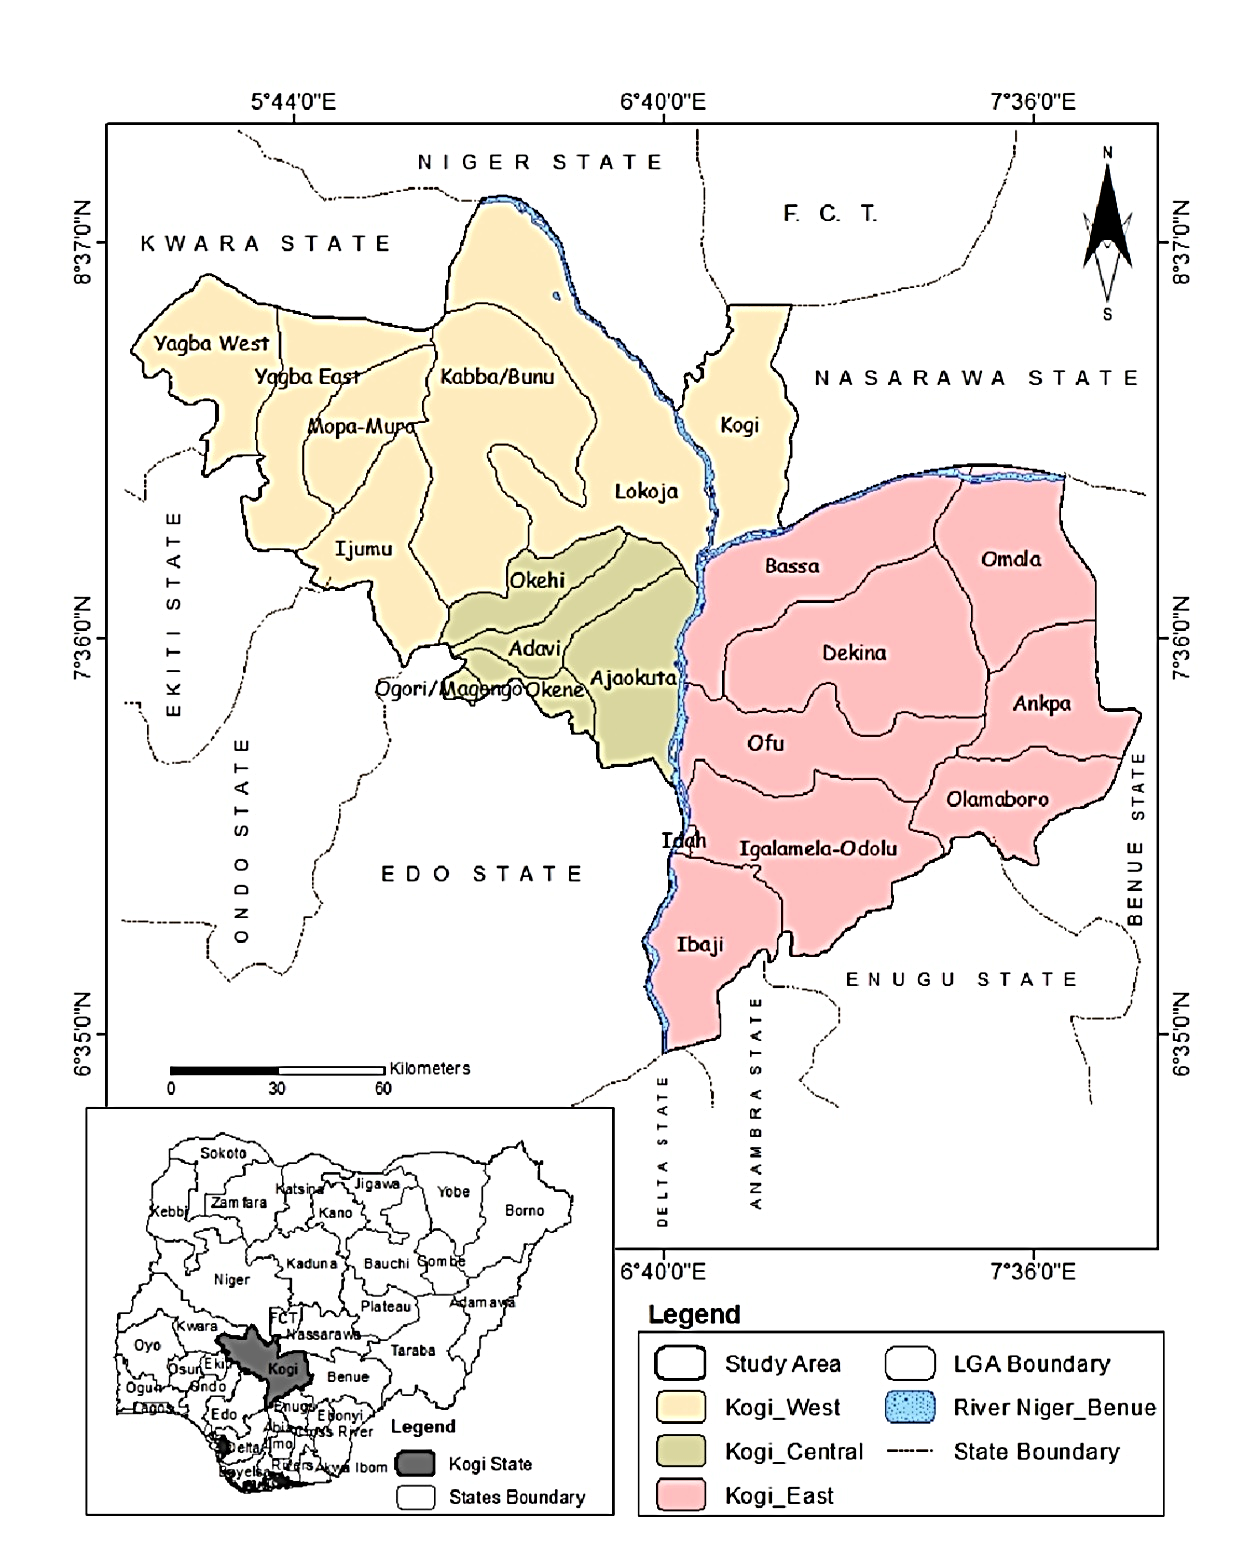 5°44'0"E 6°40'0"E 7°36'0"E
NIGER STATE
N
F. C. T.
8°37'0"N
KWARA STATE
8°37'0"N
S
Yagba West
Yagba East
Kabba/Bunu
NASARAWA STATE
Mopa-Muro
Kogi
Lokoja
Ijumu
Okehi
Bassa
Omala
EKITI STATE
7°36'0"N
Adavi
Dekina
7°36'0"N
Ogori/Magongo
Okene
Ajaokuta
Ankpa
Ofu
ONDO STATE
Olamaboro
BENUE STATE
Idah
Igalamela-Odolu
EDO STATE
Ibaji
ENUGU STATE
6°35'0"N
6°35'0"N
Kilometers
0 30 60
DELTA STATE
ANAMBRA STATE
6°40'0"E 7°36'0"E
Sokoto
Katsina
Jigawa
Yobe
Borno
Kebbi
Zamfara
Kano
Niger
Kaduna
Bauchi
Gombe
Plateau
Adamawa
Kwara
FCT
Nassarawa
Oyo
Taraba
Osun
Eki
Kogi
Benue
Ogun
Ondo
Lagos
Edo
Enugu
Ebonyi
Cross River
Delta
Imo
Rivers
Akwa Ibom
Bayelsa
Legend
Kogi State
States Boundary
Legend
Study Area
LGA Boundary
Kogi_West
River Niger_Benue
Kogi_Central
State Boundary
Kogi_East